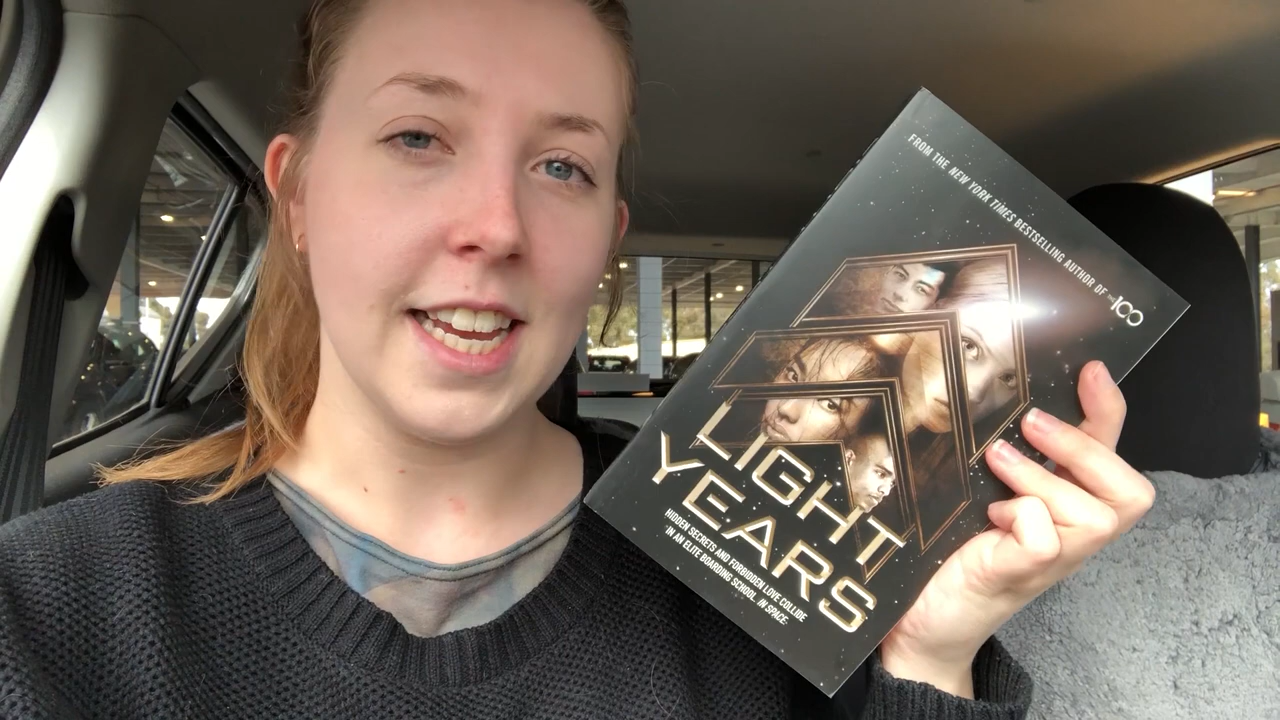 FROM THE NEW YORK TIMES BESTSELLING AUTHOR OF THE 100
LIGHT
YEARS
HIDDEN SECRETS AND FORBIDDEN LOVE COLLIDE
IN AN ELITE BOARDING SCHOOL... IN SPACE.